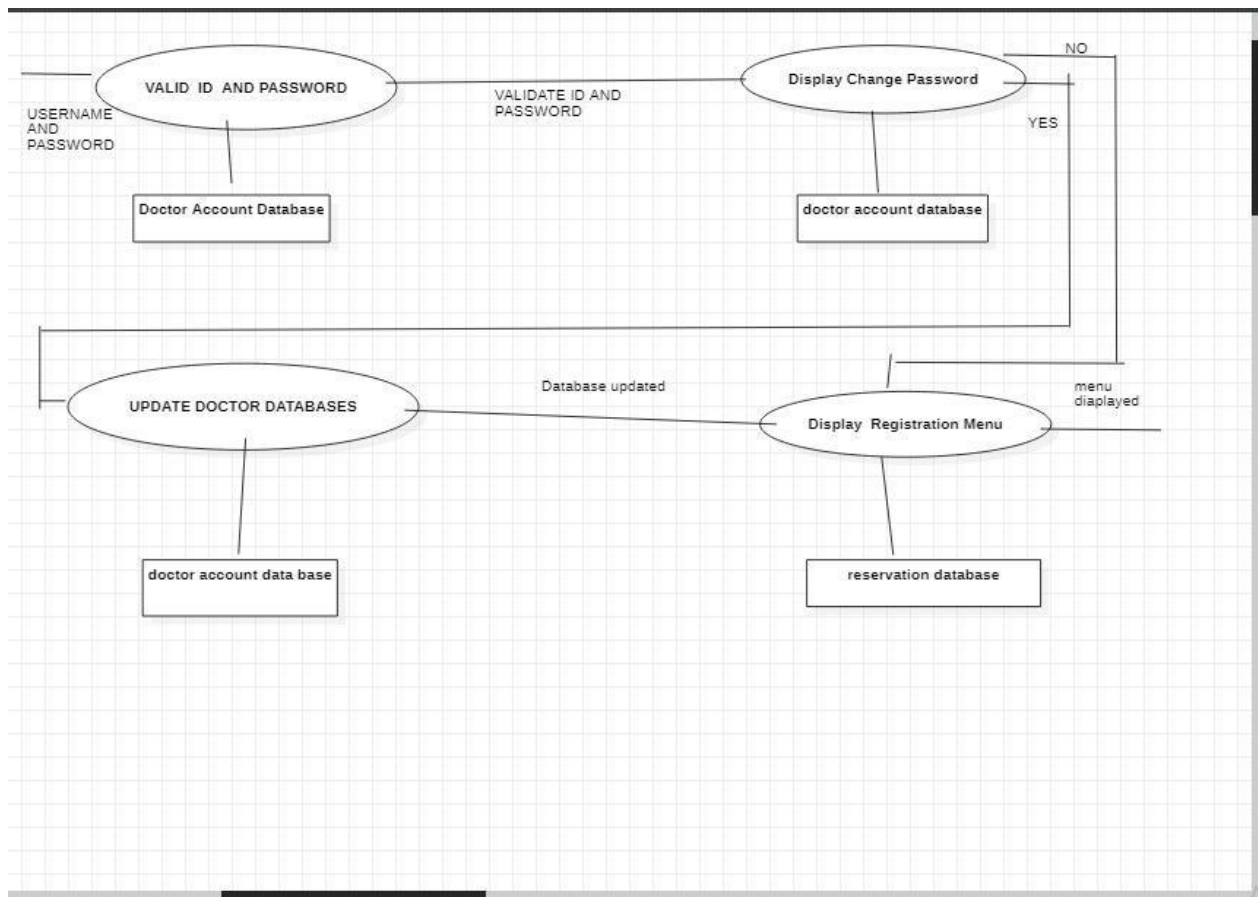 NO
VALID ID AND PASSWORD
Display Change Password
VALIDATE ID AND
PASSWORD
USERNAME
AND
PASSWORD
YES
Doctor Account Database
doctor account database
Database updated
menu
diaplayed
UPDATE DOCTOR DATABASES
Display Registration Menu
doctor account data base
reservation database